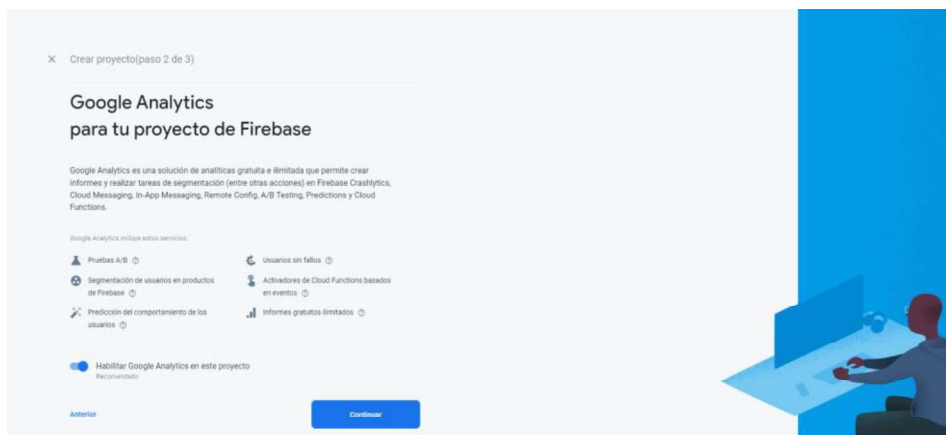 Crear proyecto(paso 2 de 3)
Google Analytics
para tu proyecto de Firebase
Google Analytics es una solución de analíticas gratuita e ilimitada que permite crear
informes y realizar tareas de segmentación (entre otras acciones) en Firebase Crashlytics,
Cloud Messaging, In-App Messaging, Remote Config, A/B Testing, Predictions y Cloud
Functions.
Google Analytics incluye estos servicios:
Pruebas A/B
Usuarios sin fallos
Segmentación de usuarios en productos
de Firebase
Activadores de Cloud Functions basados
en eventos
Predicción del comportamiento de los
usuarios
Informes gratuitos ilimitados
Habilitar Google Analytics en este proyecto
Recomendado
Anterior
Continuar